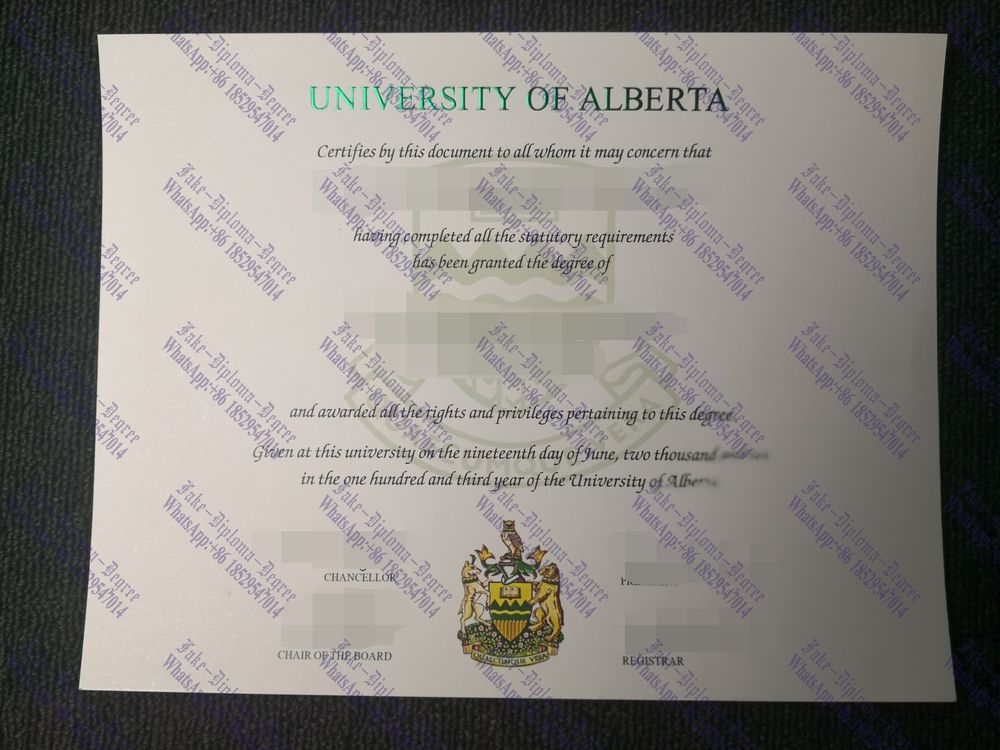 UNIVERSITY OF ALBERTA
Certifies by this document to all whom it may concern that
having completed all the statutory requirements
has been granted the degree of
and awarded all the rights and privileges pertaining to this degree
Given at this university on the nineteenth day of June, two thousand
in the one hundred and third year of the University of Alberta
CHANCELLOR
CHAIR OF THE BOARD
REGISTRAR
QUAECUMQUE VERA
Fake-Diploma-Degree
WhatsApp:+86 18529547014